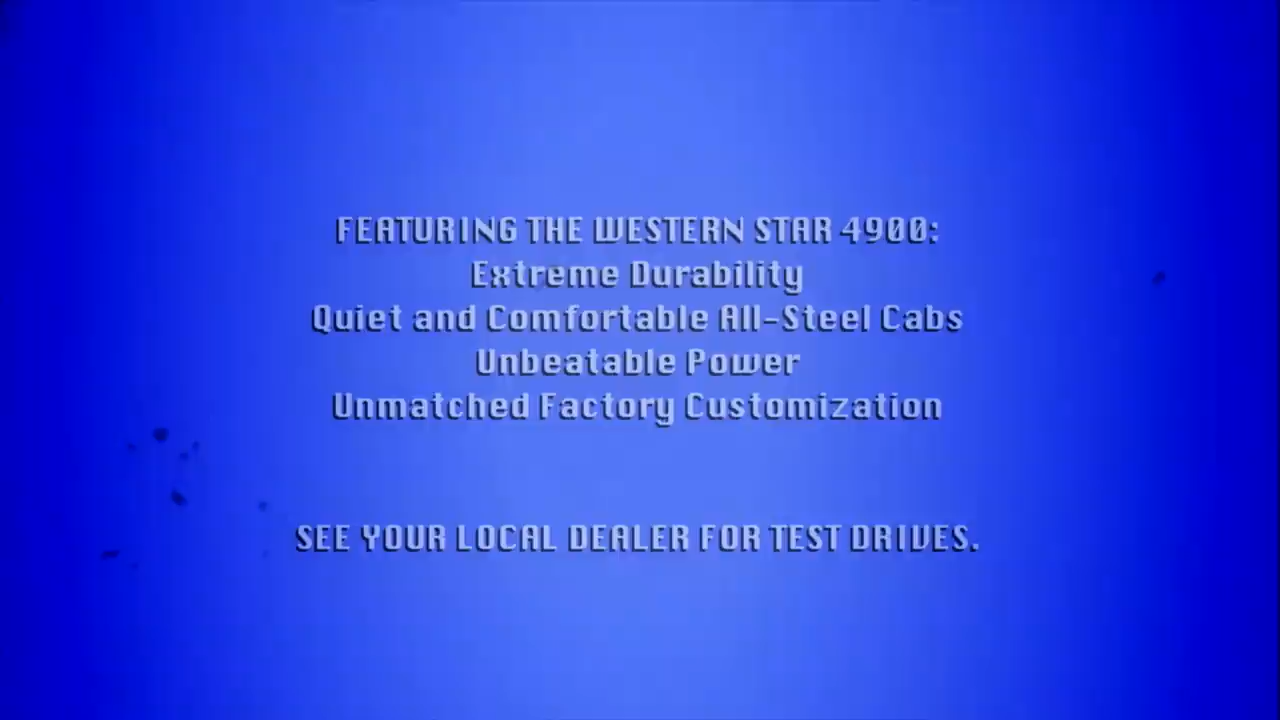 FEATURING THE WESTERN STAR 4900:
Extreme Durability
Quiet and Comfortable All-Steel Cabs
Unbeatable Power
Unmatched Factory Customization
SEE YOUR LOCAL DEALER FOR TEST DRIVES.